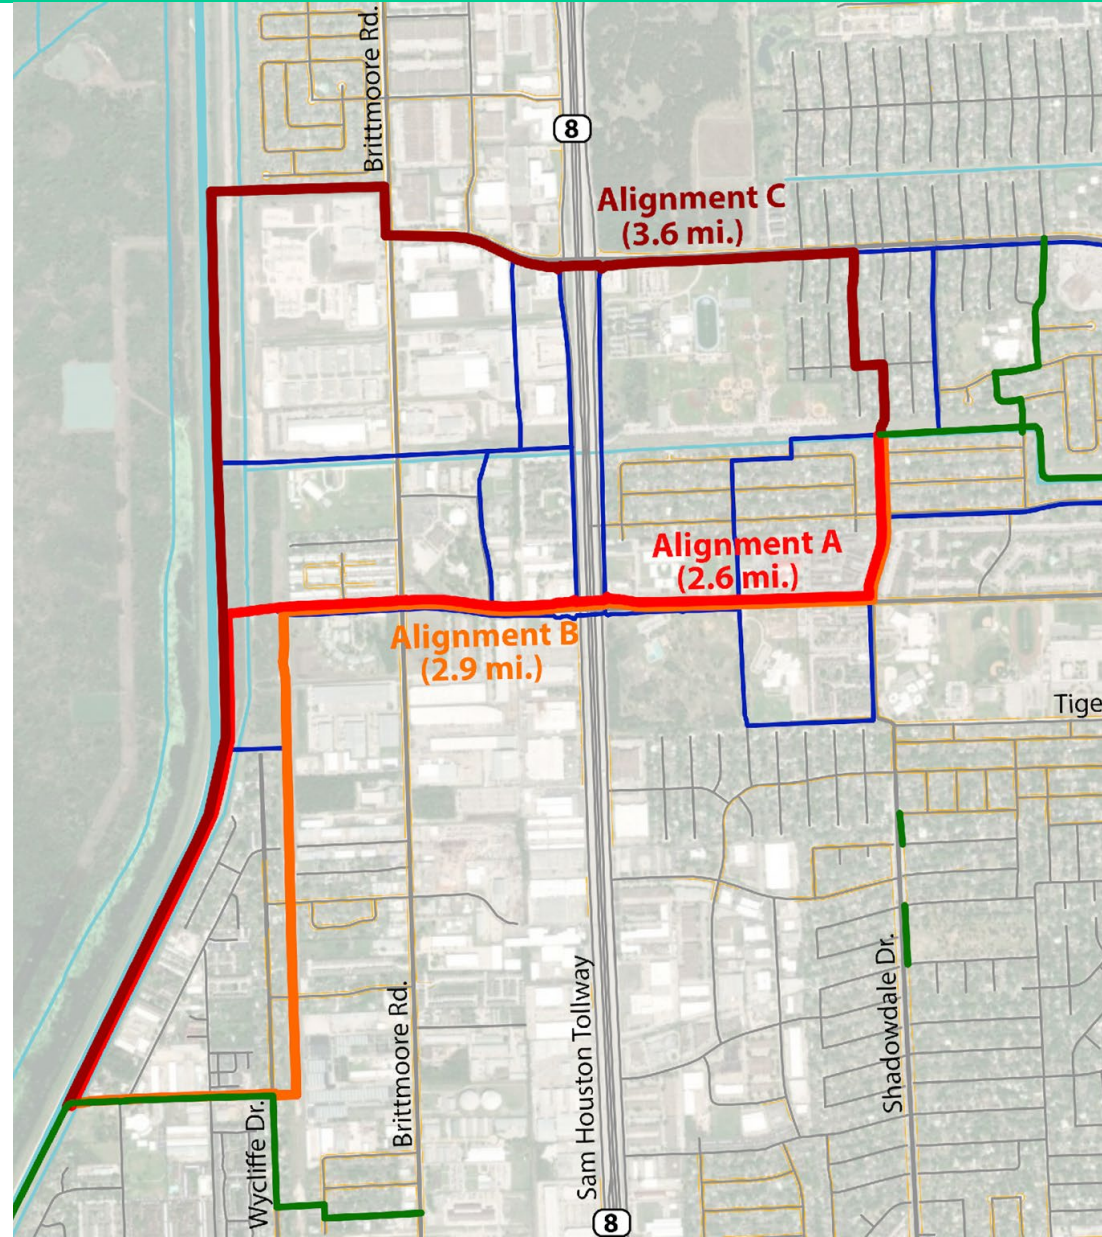 Brittmoore Rd.
8
Alignment C
(3.6 mi.)
Alignment A
(2.6 mi.)
Alignment B
(2.9 mi.)
Tige
Shadowdale Dr.
Sam Houston Tollway
Brittmoore Rd.
Wycliffe Dr.
8